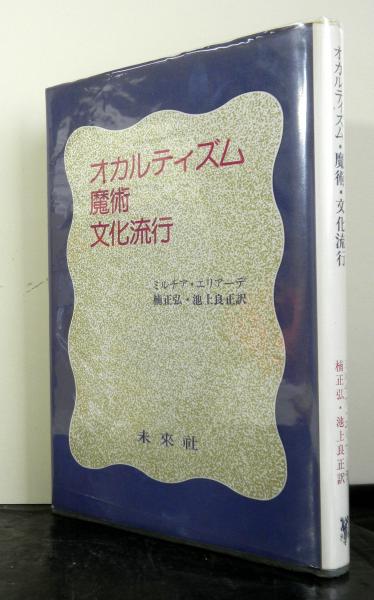 オカルティズム
魔術
文化流行
ミルチア・エリアーデ
楠正弘・池上良正訳
未来社
オカルティズム・魔術・文化流行
楠正弘・池上良正訳